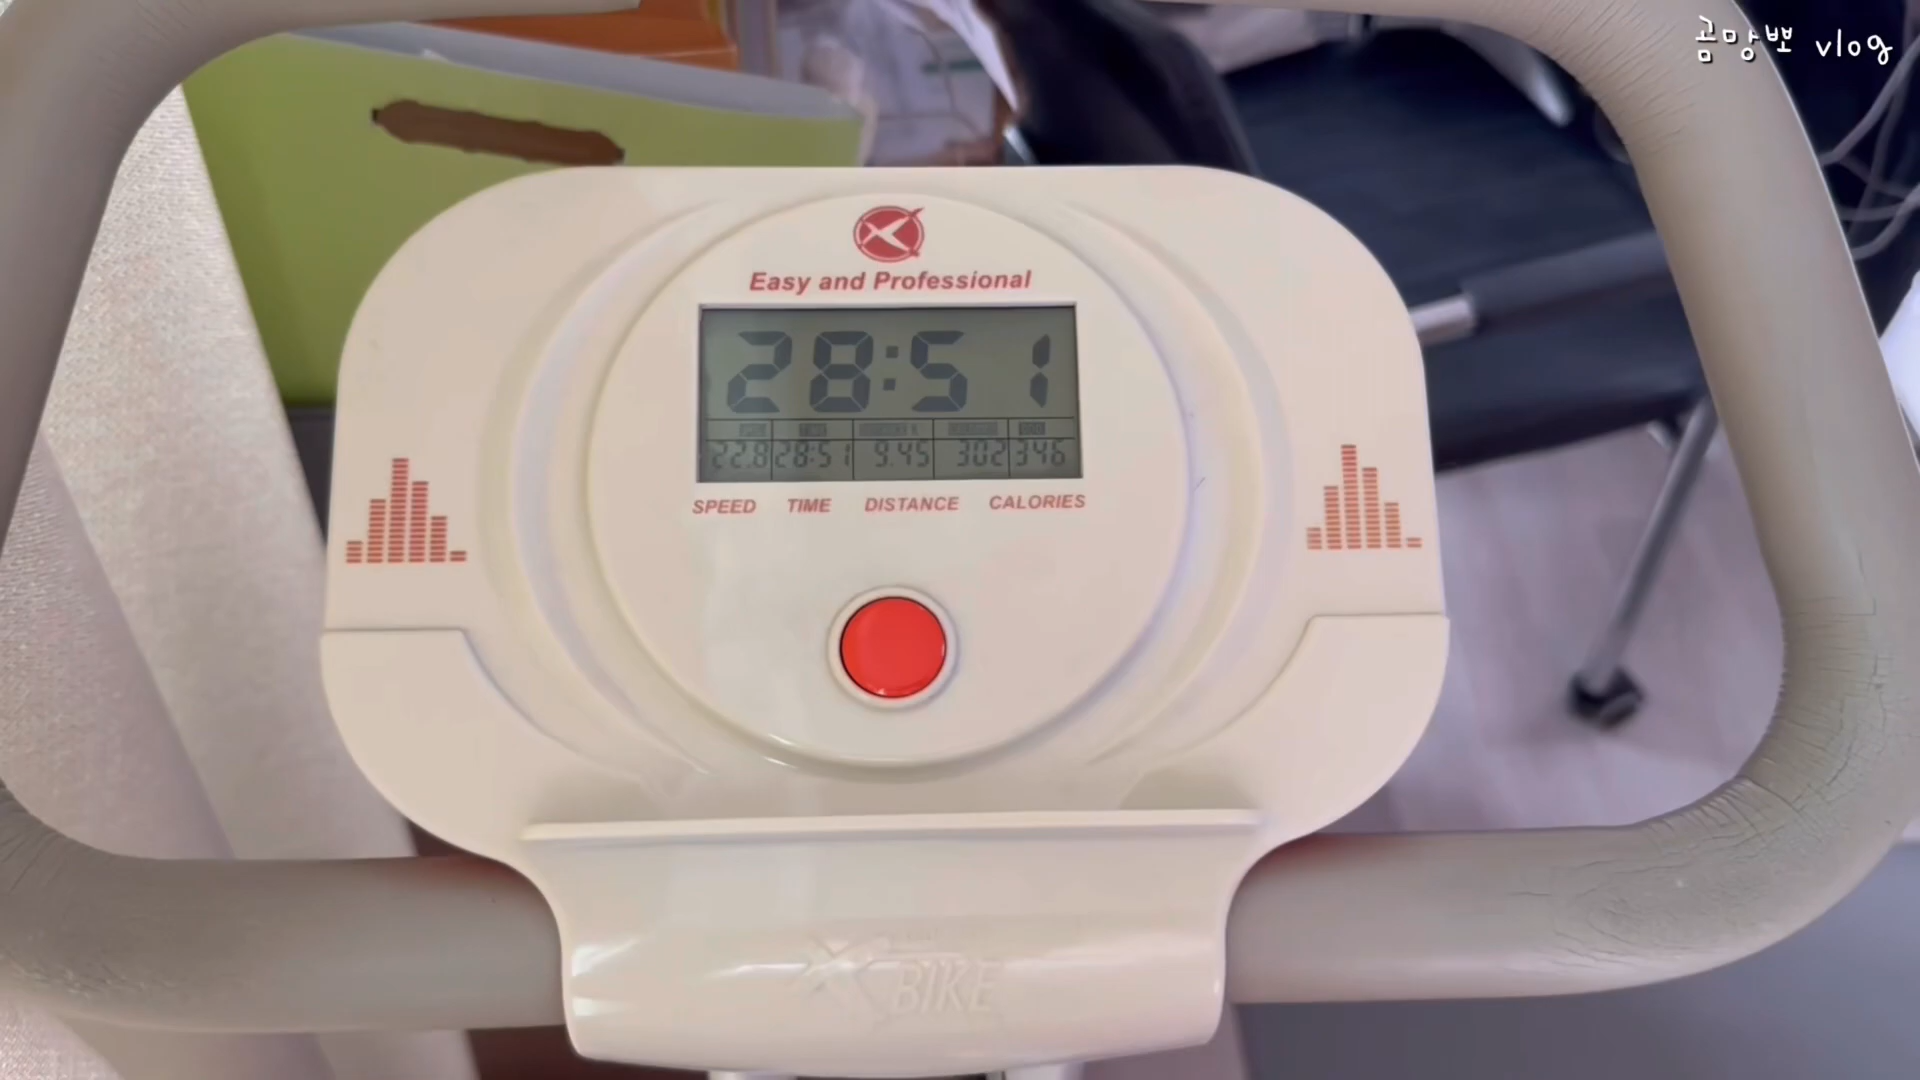 곰망뽀 vlog
Easy and Professional
28:51
22.8 28:51 9.45 302 346
SPEED TIME DISTANCE CALORIES
X BIKE